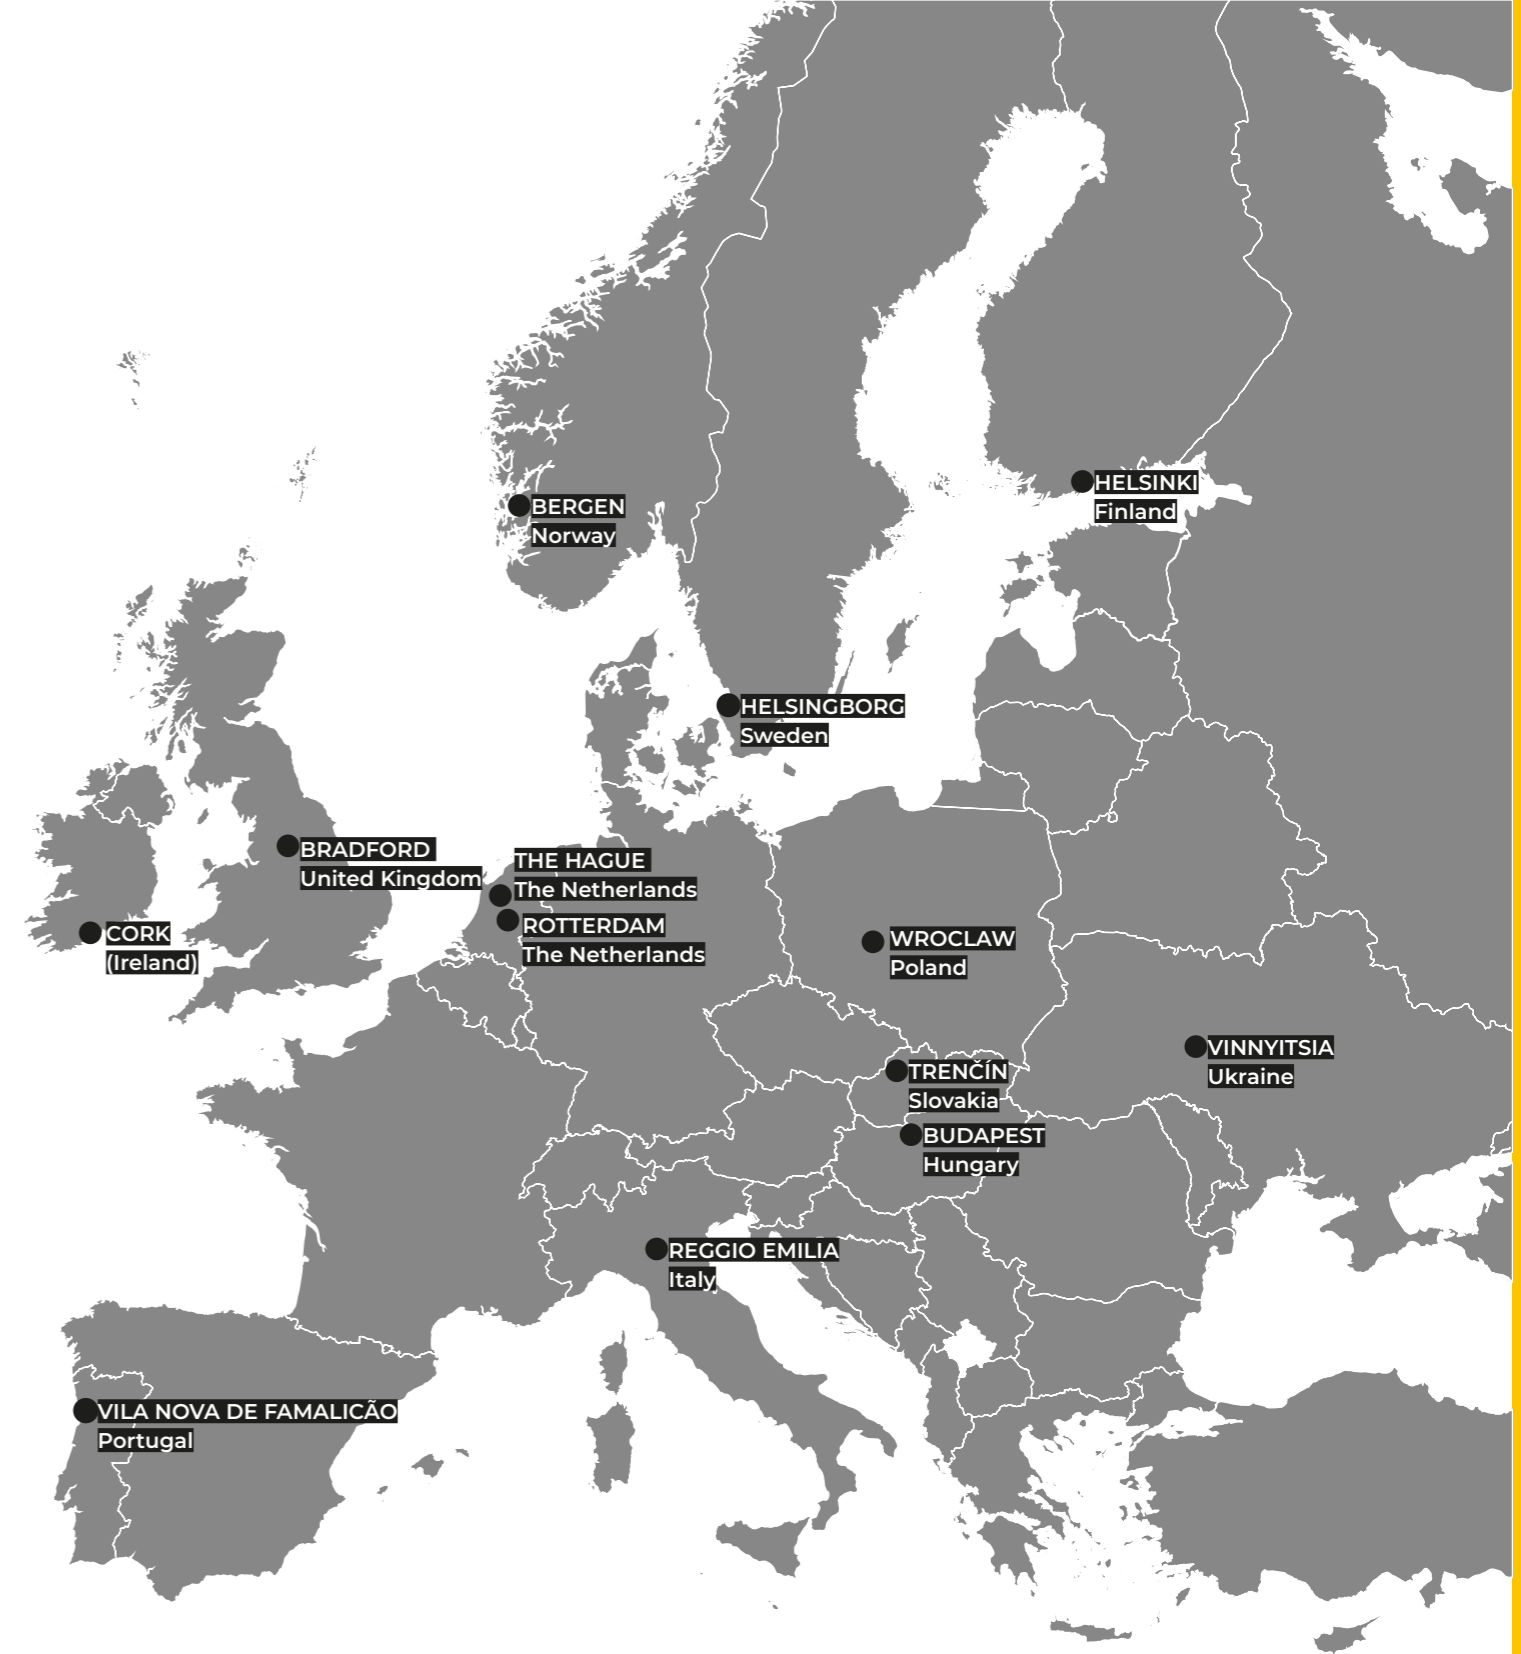 HELSINKI
Finland
BERGEN
Norway
HELSINGBORG
Sweden
BRADFORD
United Kingdom
THE HAGUE
The Netherlands
ROTTERDAM
The Netherlands
CORK
(Ireland)
WROCLAW
Poland
VINNYITSIA
Ukraine
TRENČÍN
Slovakia
BUDAPEST
Hungary
REGGIO EMILIA
Italy
VILA NOVA DE FAMALICÃO
Portugal